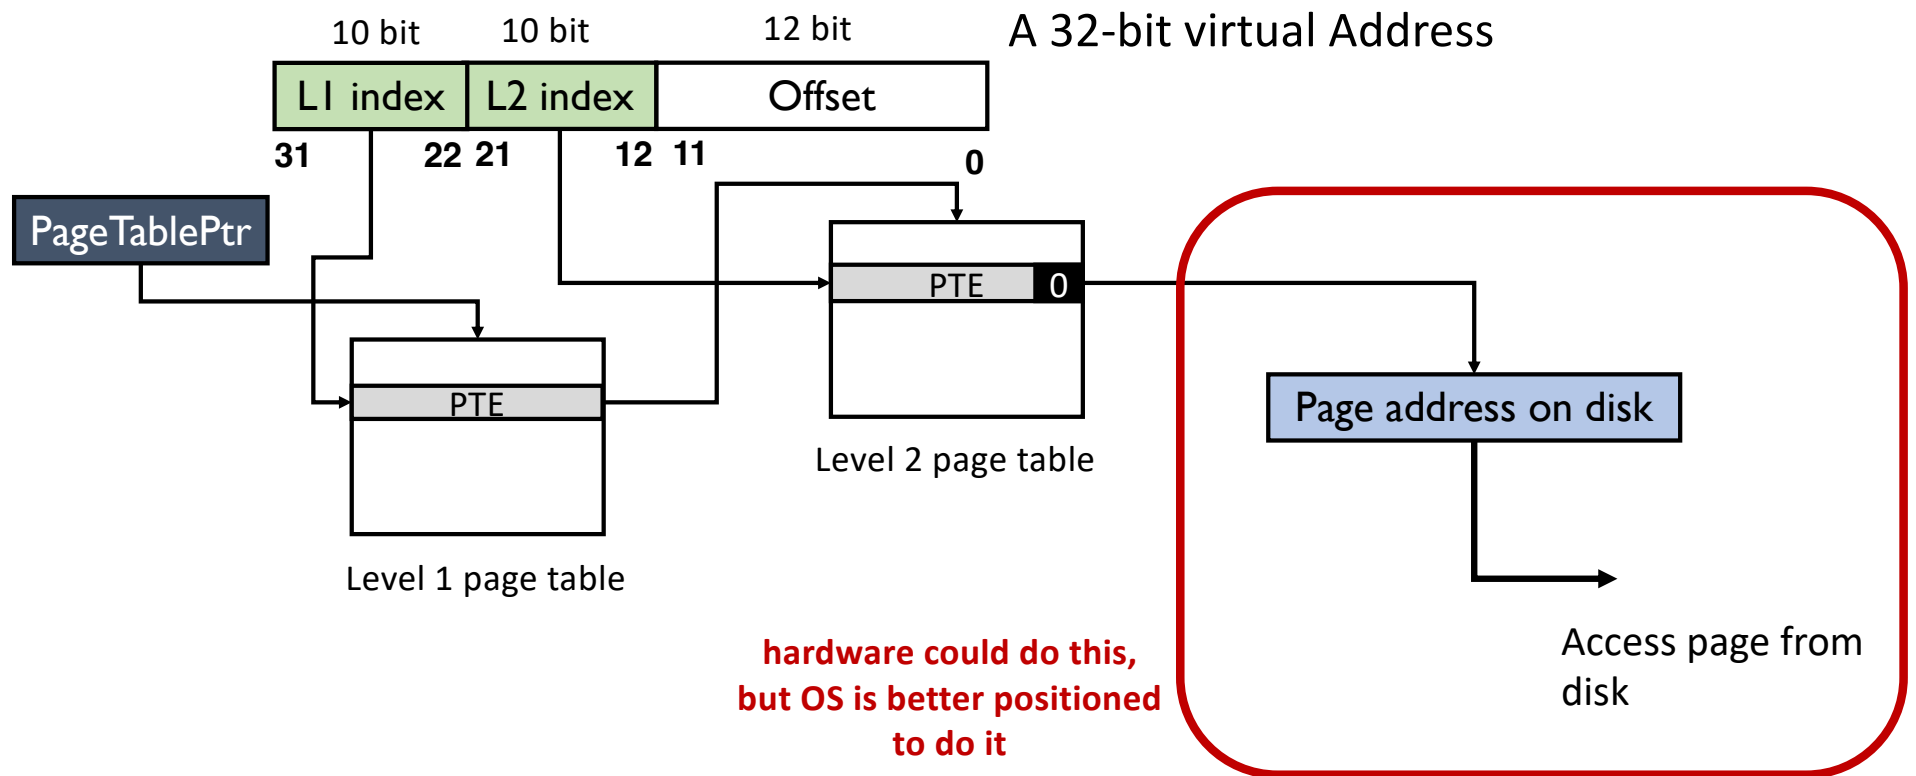 10 bit
10 bit
12 bit
A 32-bit virtual Address
L1 index
L2 index
Offset
31
22
21
12
11
0
PageTablePtr
PTE
0
PTE
Page address on disk
Level 2 page table
Level 1 page table
hardware could do this,
but OS is better positioned
to do it
Access page from
disk